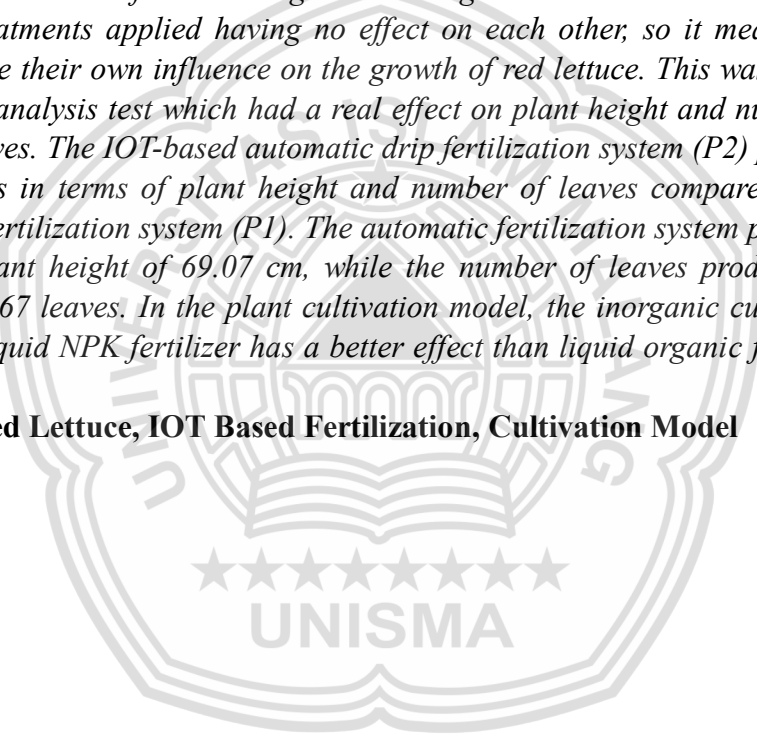 atments applied having no effect on each other, so it mea
e their own influence on the growth of red lettuce. This wa
analysis test which had a real effect on plant height and nu
ves. The IOT-based automatic drip fertilization system (P2) p
s in terms of plant height and number of leaves compare
fertilization system (P1). The automatic fertilization system p
ant height of 69.07 cm, while the number of leaves prod
67 leaves. In the plant cultivation model, the inorganic cu
quid NPK fertilizer has a better effect than liquid organic f
ed Lettuce, IOT Based Fertilization, Cultivation Model
UNIVERSITAS ISLAM MALANG
UNISMA